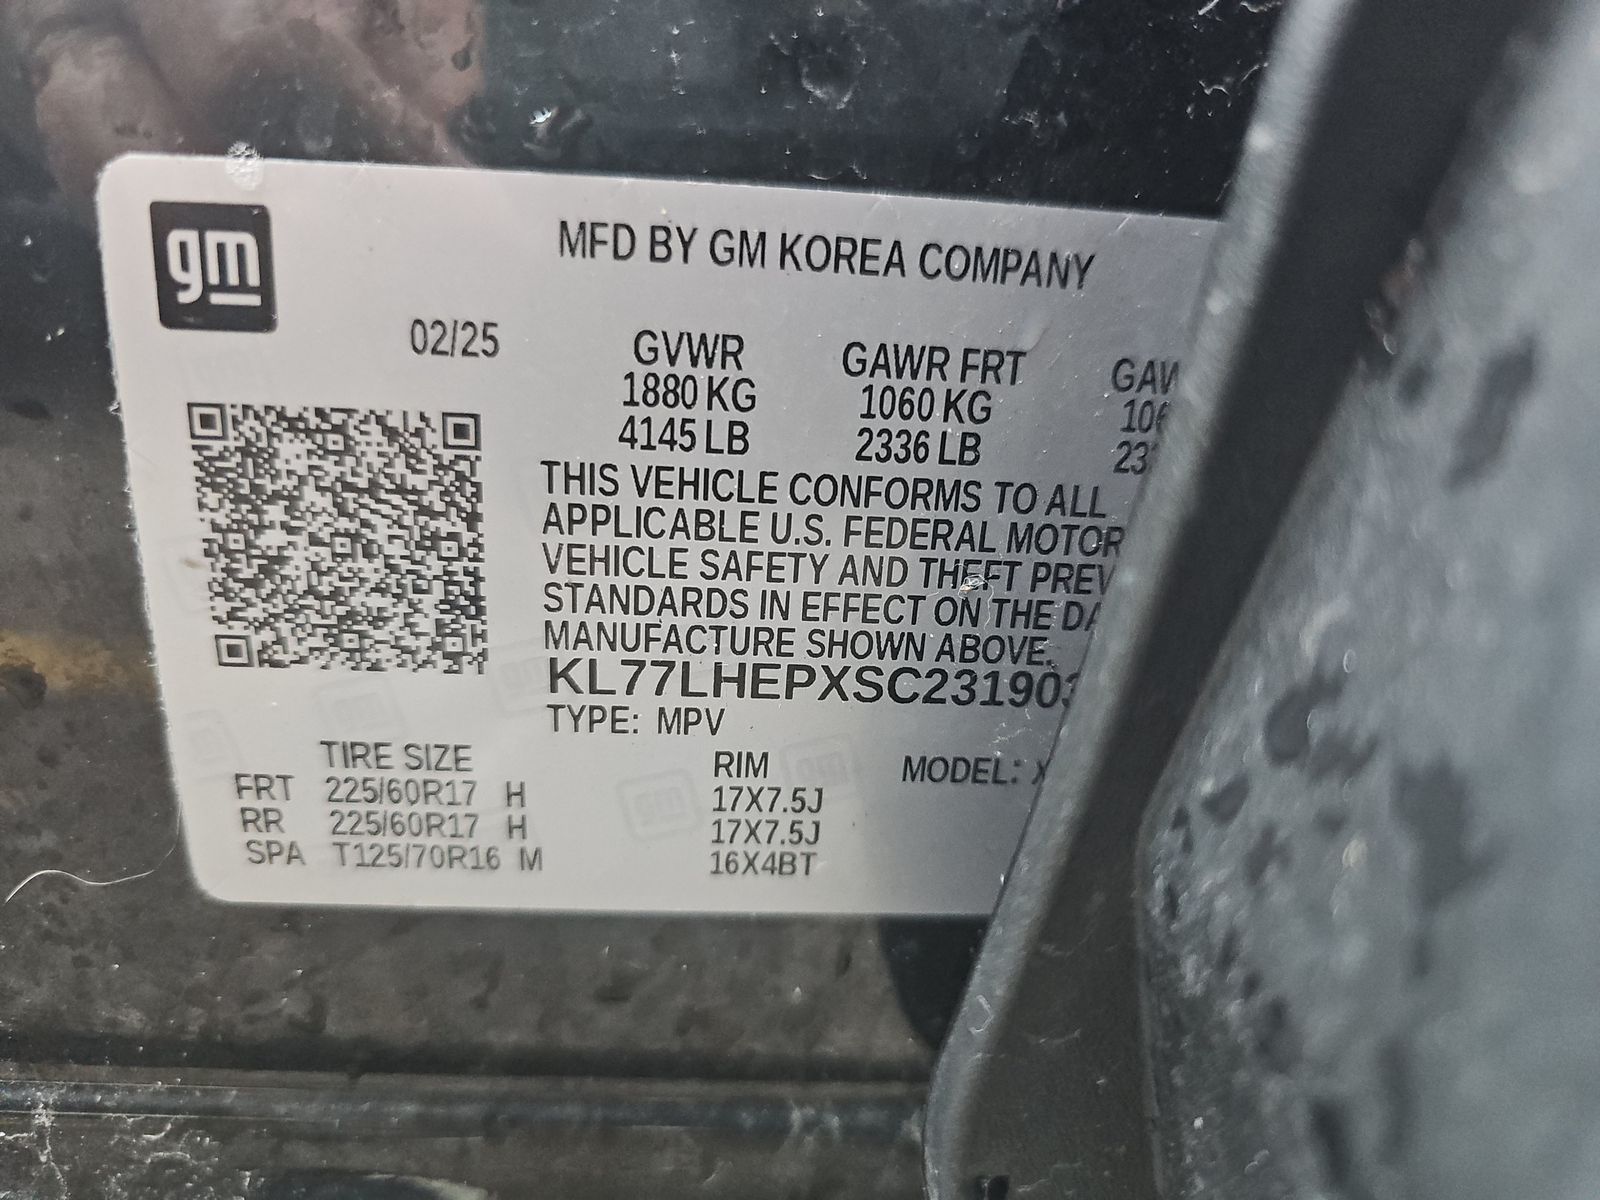 gm
MFD BY GM KOREA COMPANY
02/25 GVWR GAWR FRT
1880 KG 1060 KG
4145 LB 2336 LB
THIS VEHICLE CONFORMS TO ALL
APPLICABLE U.S. FEDERAL MOTOR
VEHICLE SAFETY AND THEFT
STANDARDS IN EFFECT ON THE
MANUFACTURE SHOWN ABOVE.
KL77LHEPXSC231903
TYPE: MPV
TIRE SIZE RIM MODEL:
FRT 225/60R17 H 17X7.5J
RR 225/60R17 H 17X7.5J
SPA T125/70R16 M 16X4BT